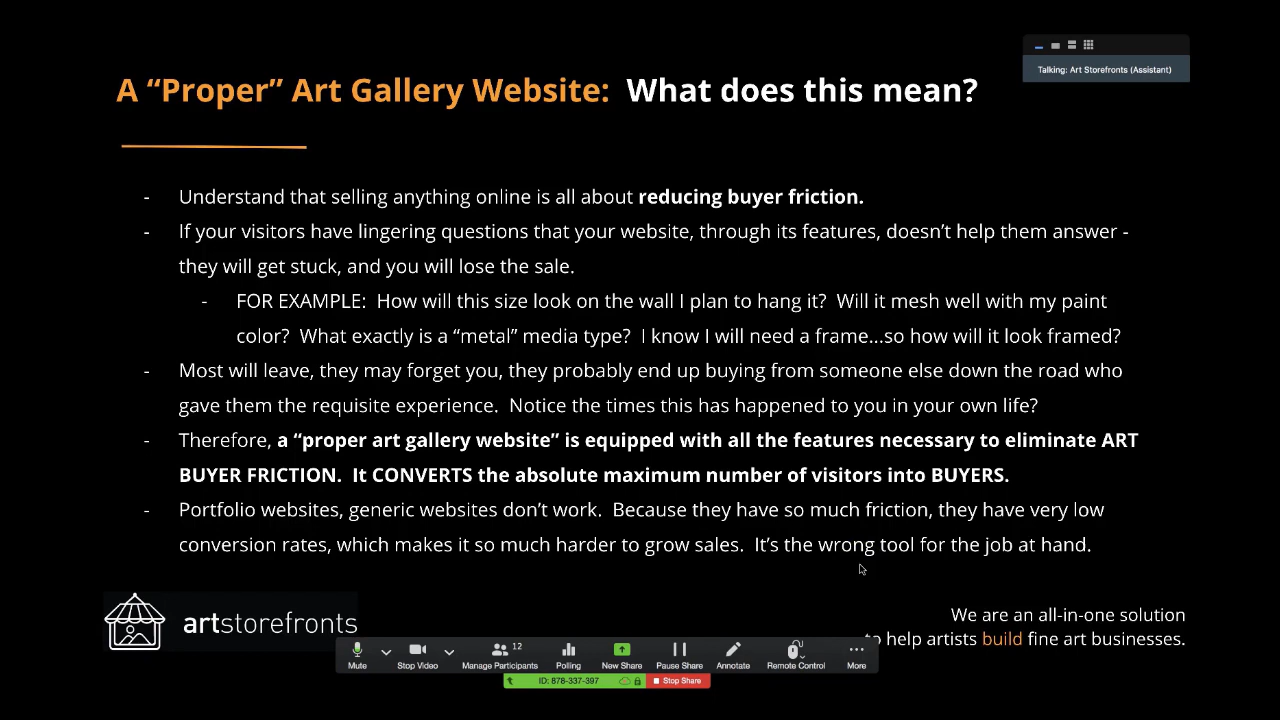 Talking: Art Storefronts (Assistant)
A “Proper” Art Gallery Website: What does this mean?
- Understand that selling anything online is all about reducing buyer friction.
- If your visitors have lingering questions that your website, through its features, doesn’t help them answer -
they will get stuck, and you will lose the sale.
- FOR EXAMPLE: How will this size look on the wall I plan to hang it? Will it mesh well with my paint
color? What exactly is a “metal” media type? I know I will need a frame...so how will it look framed?
- Most will leave, they may forget you, they probably end up buying from someone else down the road who
gave them the requisite experience. Notice the times this has happened to you in your own life?
- Therefore, a “proper art gallery website” is equipped with all the features necessary to eliminate ART
BUYER FRICTION. It CONVERTS the absolute maximum number of visitors into BUYERS.
- Portfolio websites, generic websites don’t work. Because they have so much friction, they have very low
conversion rates, which makes it so much harder to grow sales. It’s the wrong tool for the job at hand.
artstorefronts
We are an all-in-one solution
to help artists build fine art businesses.
12
Mute Stop Video Manage Participants Polling New Share Pause Share Annotate Remote Control More
ID: 878-337-397 Stop Share